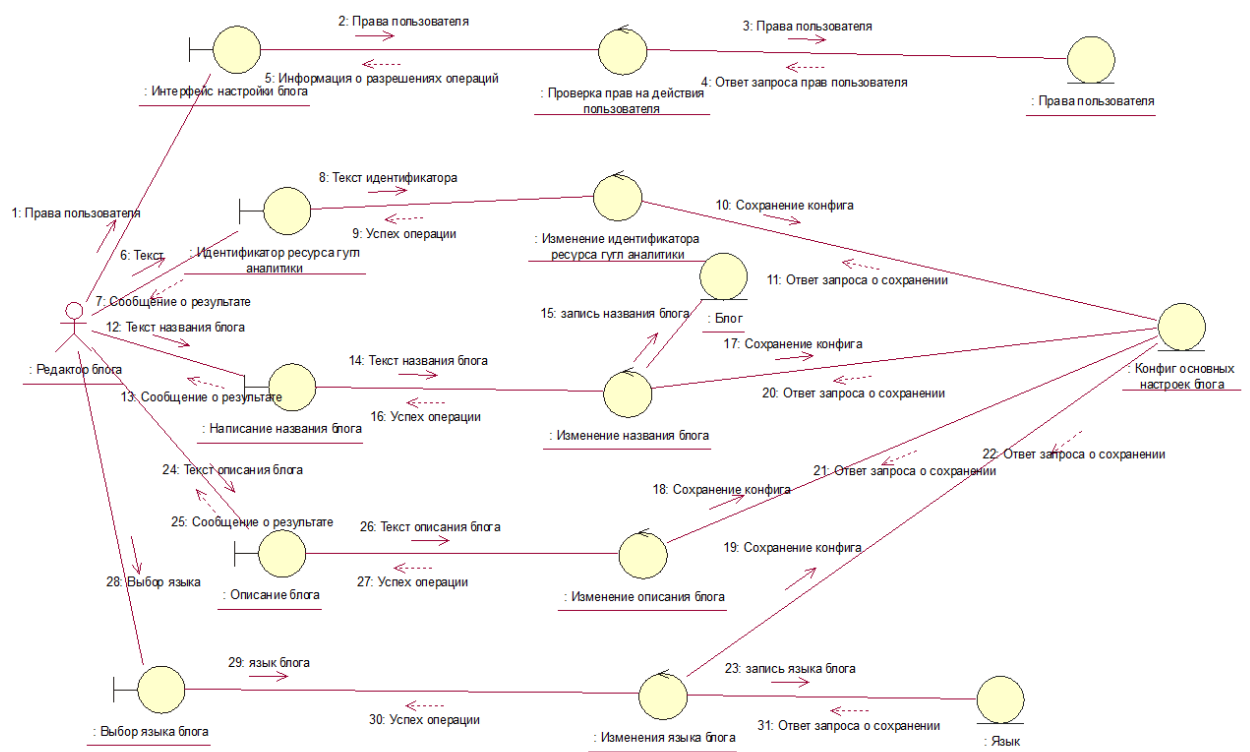 2: Права пользователя
3: Права пользователя
5: Информация о разрешениях операций
4: Ответ запроса прав пользователя
: Интерфейс настройки блога
: Проверка прав на действия
пользователя
: Права пользователя
8: Текст идентификатора
1: Права пользователя
10: Сохранение конфига
9: Успех операции
6: Текст
: Идентификатор ресурса гугл
аналитики
: Изменение идентификатора
ресурса гугл аналитики
11: Ответ запроса о сохранении
7: Сообщение о результате
12: Текст названия блога
15: запись названия блога
: Блог
17: Сохранение конфига
14: Текст названия блога
: Редактор блога
: Конфиг основных
настроек блога
13: Сообщение о результате
16: Успех операции
20: Ответ запроса о сохранении
: Написание названия блога
: Изменение названия блога
22: Ответ запроса о сохранении
24: Текст описания блога
21: Ответ запроса о сохранении
18: Сохранение конфига
25: Сообщение о результате
26: Текст описания блога
19: Сохранение конфига
28: Выбор языка
27: Успех операции
: Описание блога
: Изменение описания блога
29: язык блога
23: запись языка блога
30: Успех операции
31: Ответ запроса о сохранении
: Выбор языка блога
: Изменения языка блога
: Язык